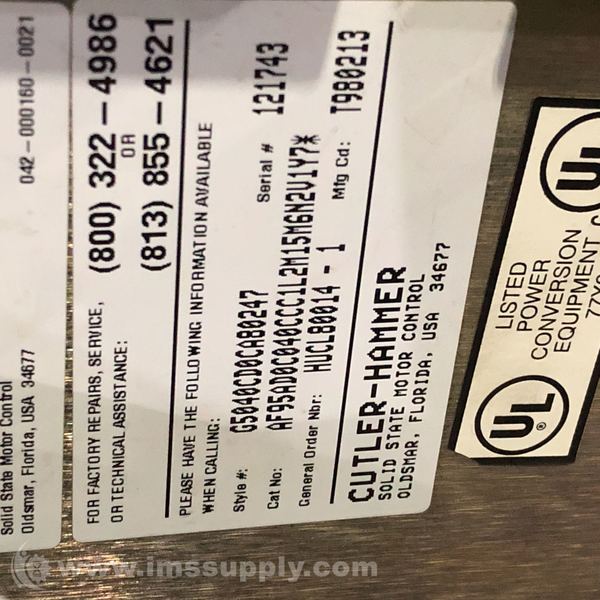 Solid State Motor Control
Oldsmar, Florida, USA 34677 042-000160-0021
FOR FACTORY REPAIRS, SERVICE, (800) 322-4986
OR TECHNICAL ASSISTANCE: OR
(813) 855-4621
PLEASE HAVE THE FOLLOWING INFORMATION AVAILABLE
WHEN CALLING:
Style #: G5040CD0CAB0247 Serial # 121743
Cat No: AF95AD0C040CCC1L2M15M6N2V1Y7*
General Order Nbr: HUCLB0014 - 1 Mfg Cd: T980213
CUTLER-HAMMER
SOLID STATE MOTOR CONTROL
OLDSMAR, FLORIDA, USA 34677
UL ®
LISTED
POWER
CONVERSION
EQUIPMENT
UL
www.imssupply.com